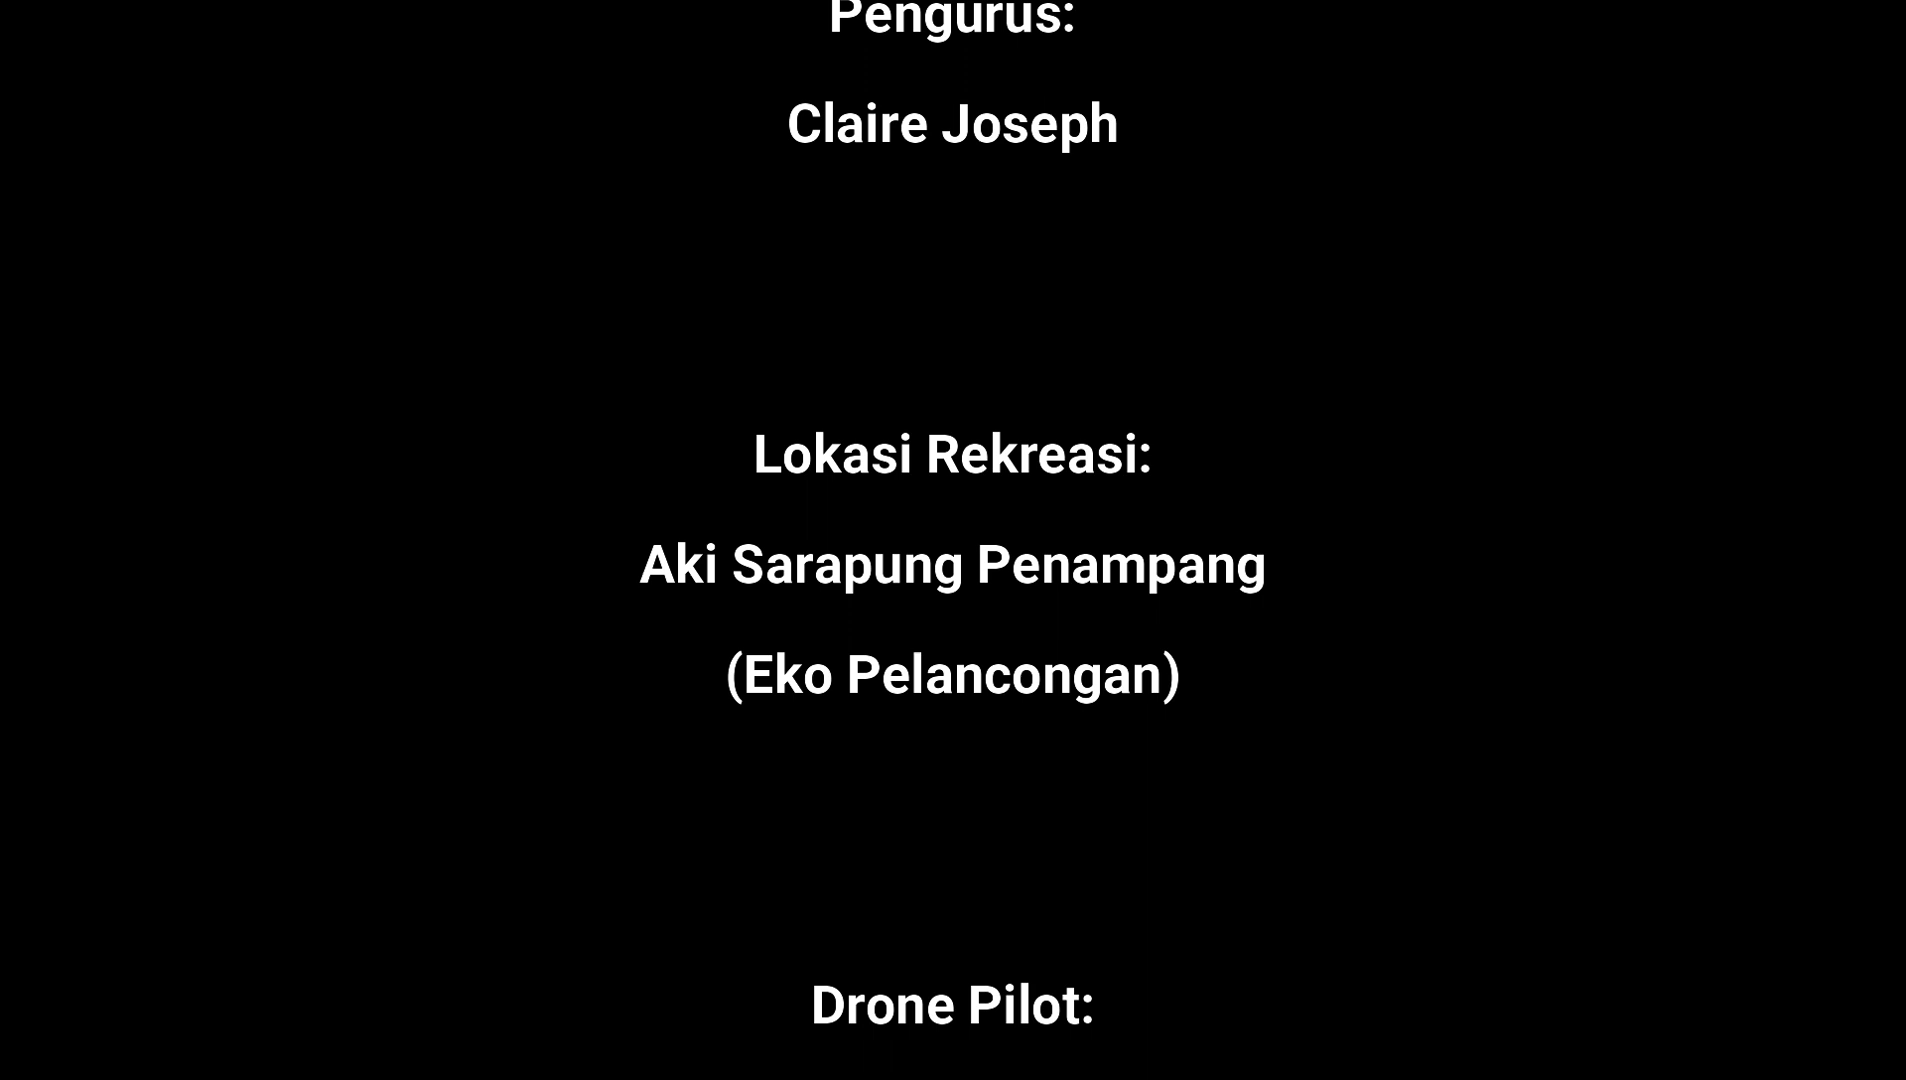 Pengurus:
Claire Joseph
Lokasi Rekreasi:
Aki Sarapung Penampang
(Eko Pelancongan)
Drone Pilot: